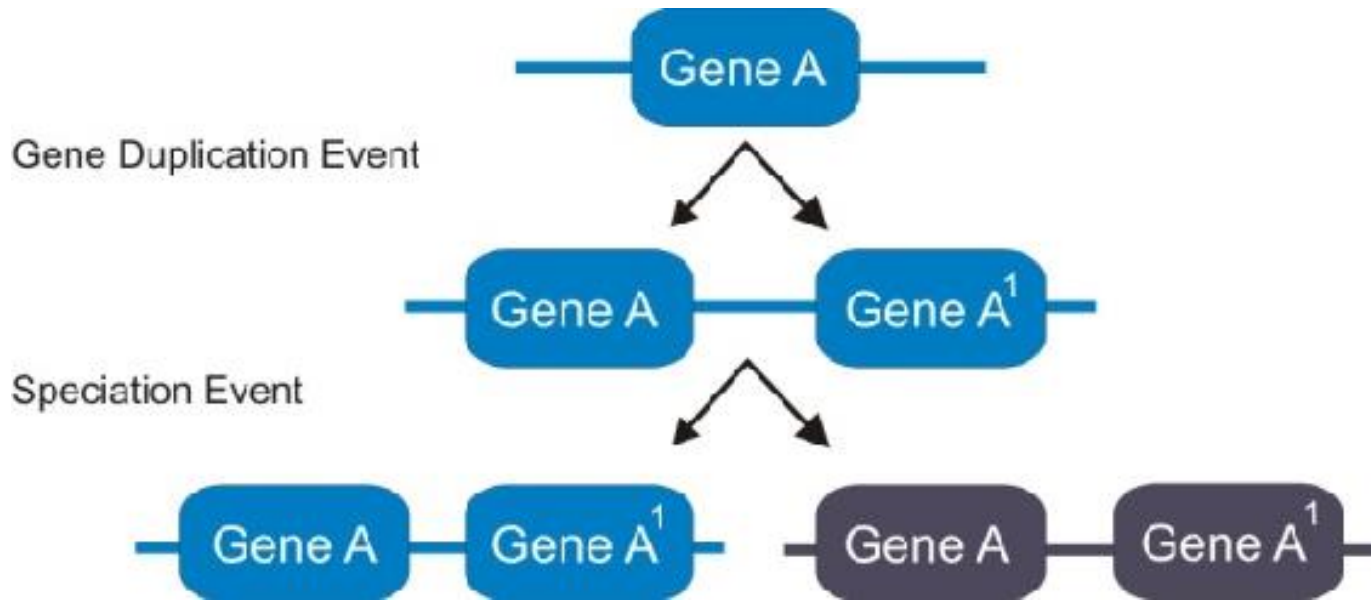 Gene A
Gene Duplication Event
Gene A Gene A¹
Speciation Event
Gene A Gene A¹ Gene A Gene A¹